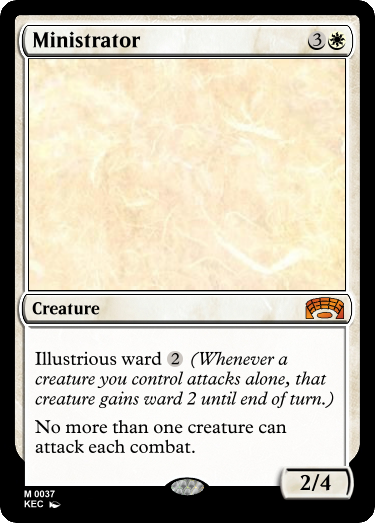 Ministrator 3
Creature
Illustrious ward 2 (Whenever a
creature you control attacks alone, that
creature gains ward 2 until end of turn.)
No more than one creature can
attack each combat.
2/4
M 0037
KEC